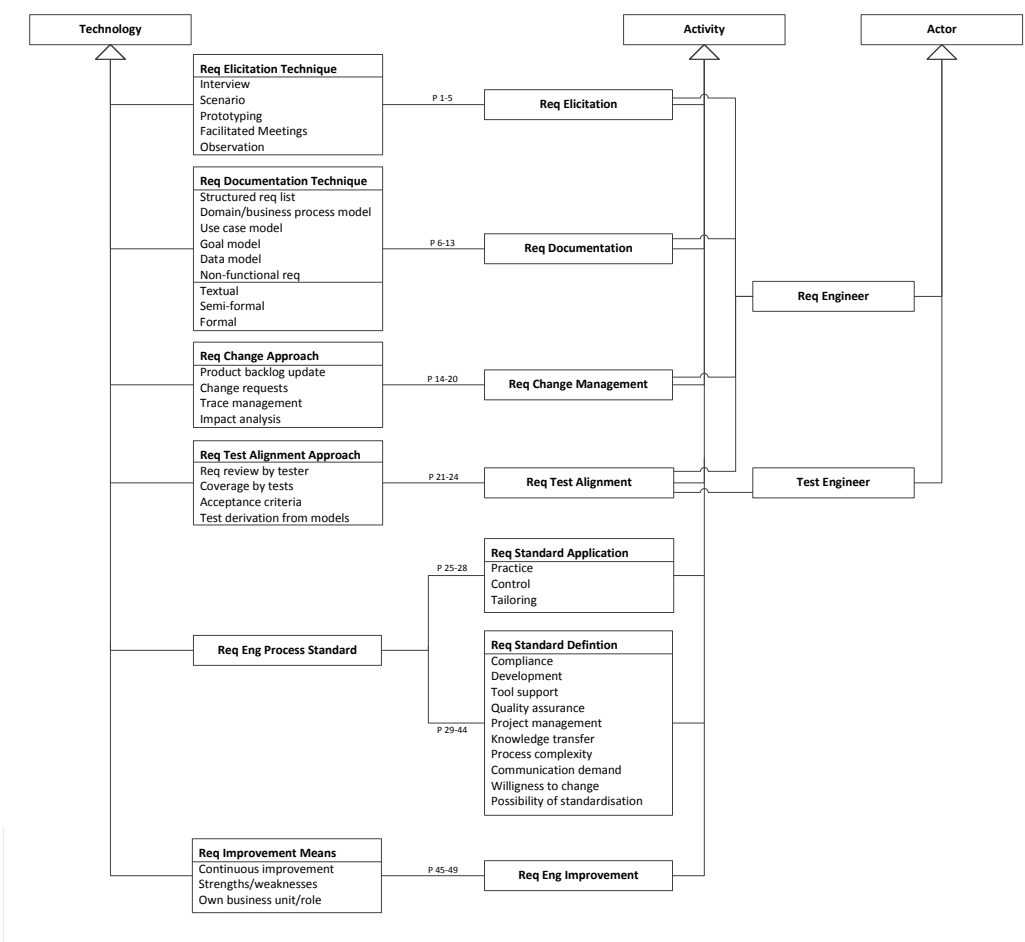 Technology
Activity
Actor
Req Elicitation Technique
Interview
Scenario
Prototyping
Facilitated Meetings
Observation
P 1-5
Req Elicitation
Req Documentation Technique
Structured req list
Domain/business process model
Use case model
Goal model
Data model
Non-functional req
Textual
Semi-formal
Formal
P 6-13
Req Documentation
Req Engineer
Req Change Approach
Product backlog update
Change requests
Trace management
Impact analysis
P 14-20
Req Change Management
Req Test Alignment Approach
Req review by tester
Coverage by tests
Acceptance criteria
Test derivation from models
P 21-24
Req Test Alignment
Test Engineer
Req Eng Process Standard
P 25-28
Req Standard Application
Practice
Control
Tailoring
P 29-44
Req Standard Defintion
Compliance
Development
Tool support
Quality assurance
Project management
Knowledge transfer
Process complexity
Communication demand
Willigness to change
Possibility of standardisation
Req Improvement Means
Continuous improvement
Strengths/weaknesses
Own business unit/role
P 45-49
Req Eng Improvement